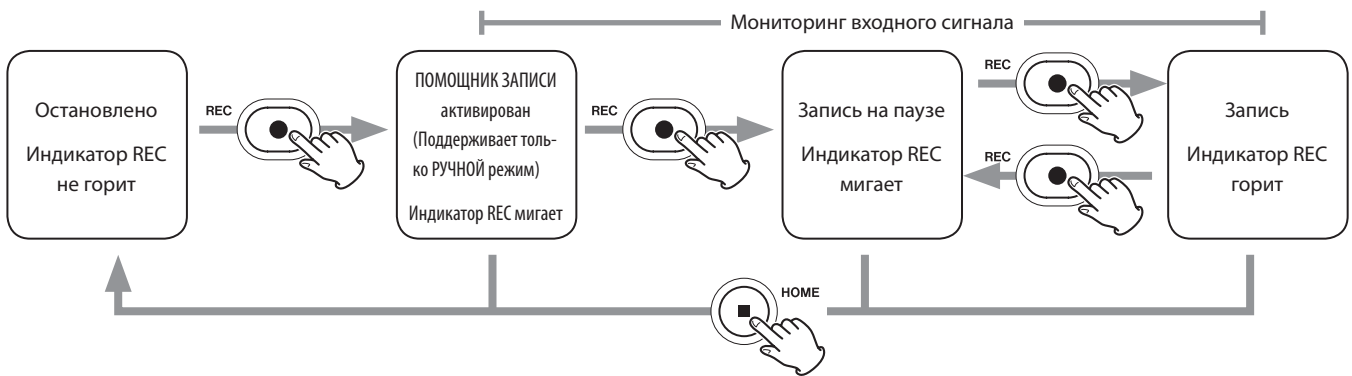 Мониторинг входного сигнала
Остановлено
Индикатор REC
не горит
REC
ПОМОЩНИК ЗАПИСИ
активирован
(Поддерживает толь-
ко РУЧНОЙ режим)
Индикатор REC мигает
REC
Запись на паузе
Индикатор REC
мигает
REC
REC
Запись
Индикатор REC
горит
HOME